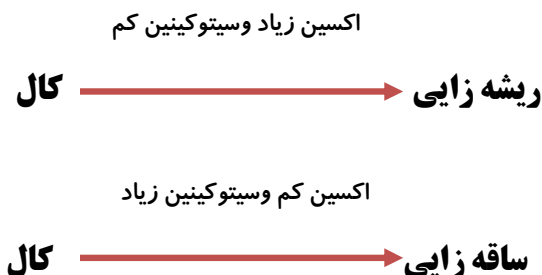 اکسین زیاد وسیتوکینین کم
کال ریشه زایی
اکسین کم وسیتوکینین زیاد
کال ساقه زایی